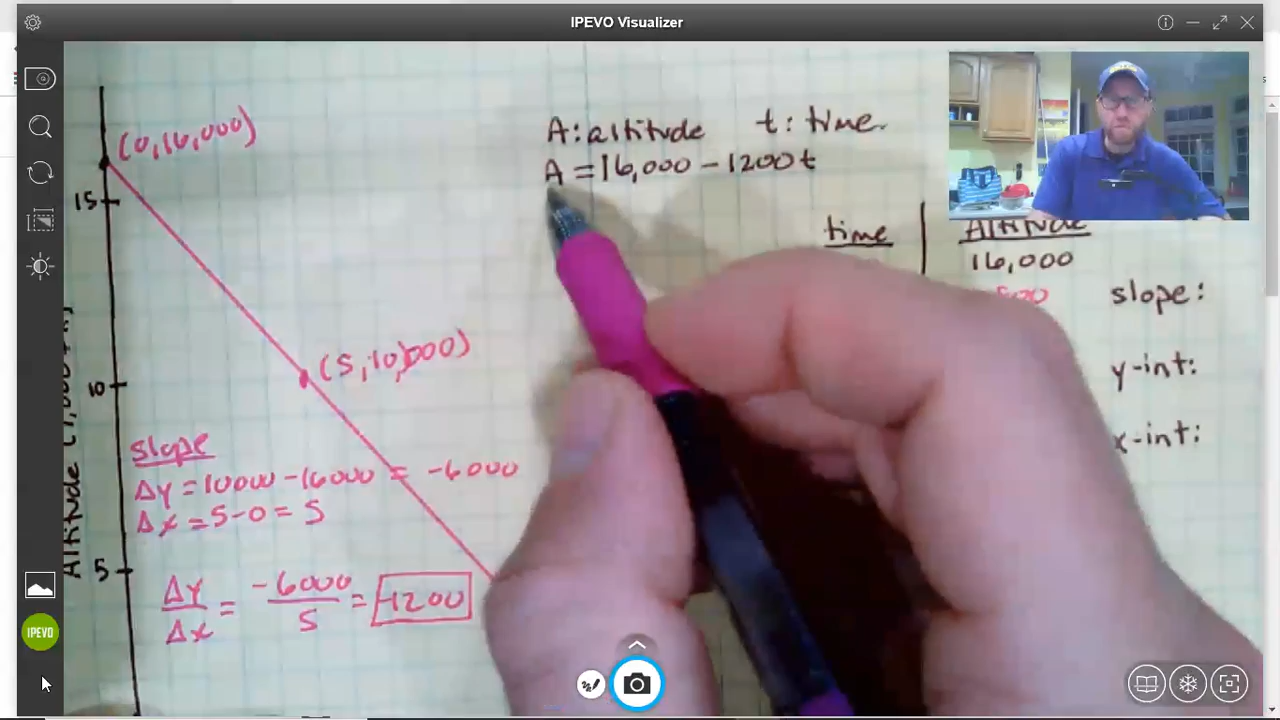 IPEVO Visualizer
(0,16,000)
A: altitude t: time.
A = 16,000 - 1200t
15
time Altitude
16,000
slope:
(5,10,000)
y-int:
10
x-int:
slope
Δy = 10000 - 16000 = -6000
Δx = 5-0 = 5
Altitude
5
Δy/Δx = -6000/5 = -1200
IPEVO